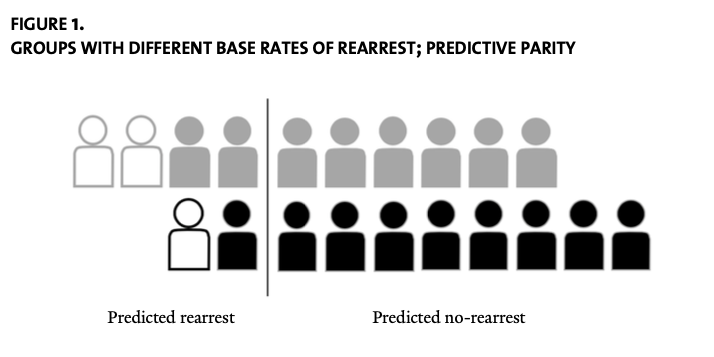 FIGURE 1.
GROUPS WITH DIFFERENT BASE RATES OF REARREST; PREDICTIVE PARITY
Predicted rearrest
Predicted no-rearrest